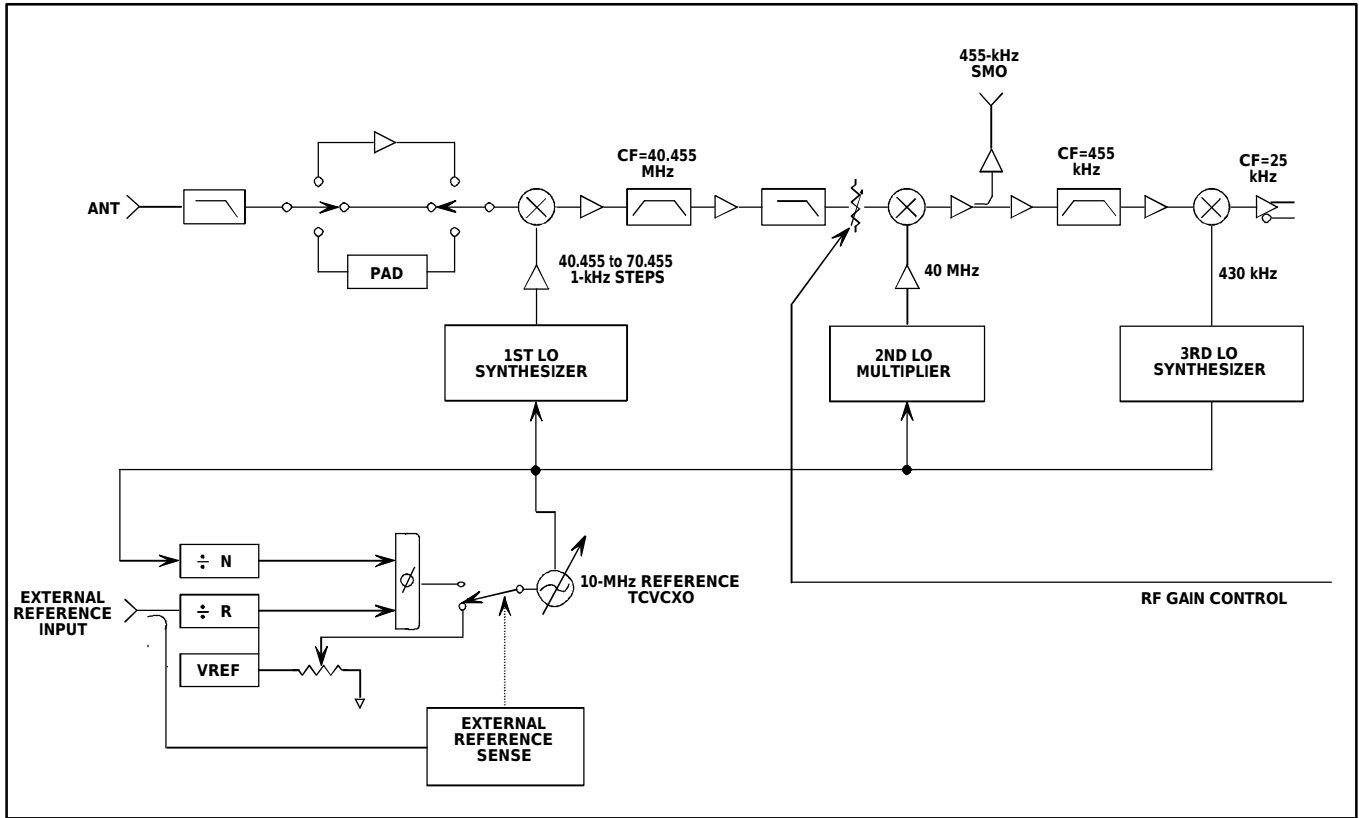 455-kHz
SMO
CF=40.455
MHz
CF=455
kHz
CF=25
kHz
ANT
PAD
40.455 to 70.455
1-kHz STEPS
40 MHz
430 kHz
1ST LO
SYNTHESIZER
2ND LO
MULTIPLIER
3RD LO
SYNTHESIZER
÷ N
EXTERNAL
REFERENCE
INPUT
÷ R
ϕ
10-MHz REFERENCE
TCVCXO
RF GAIN CONTROL
VREF
EXTERNAL
REFERENCE
SENSE